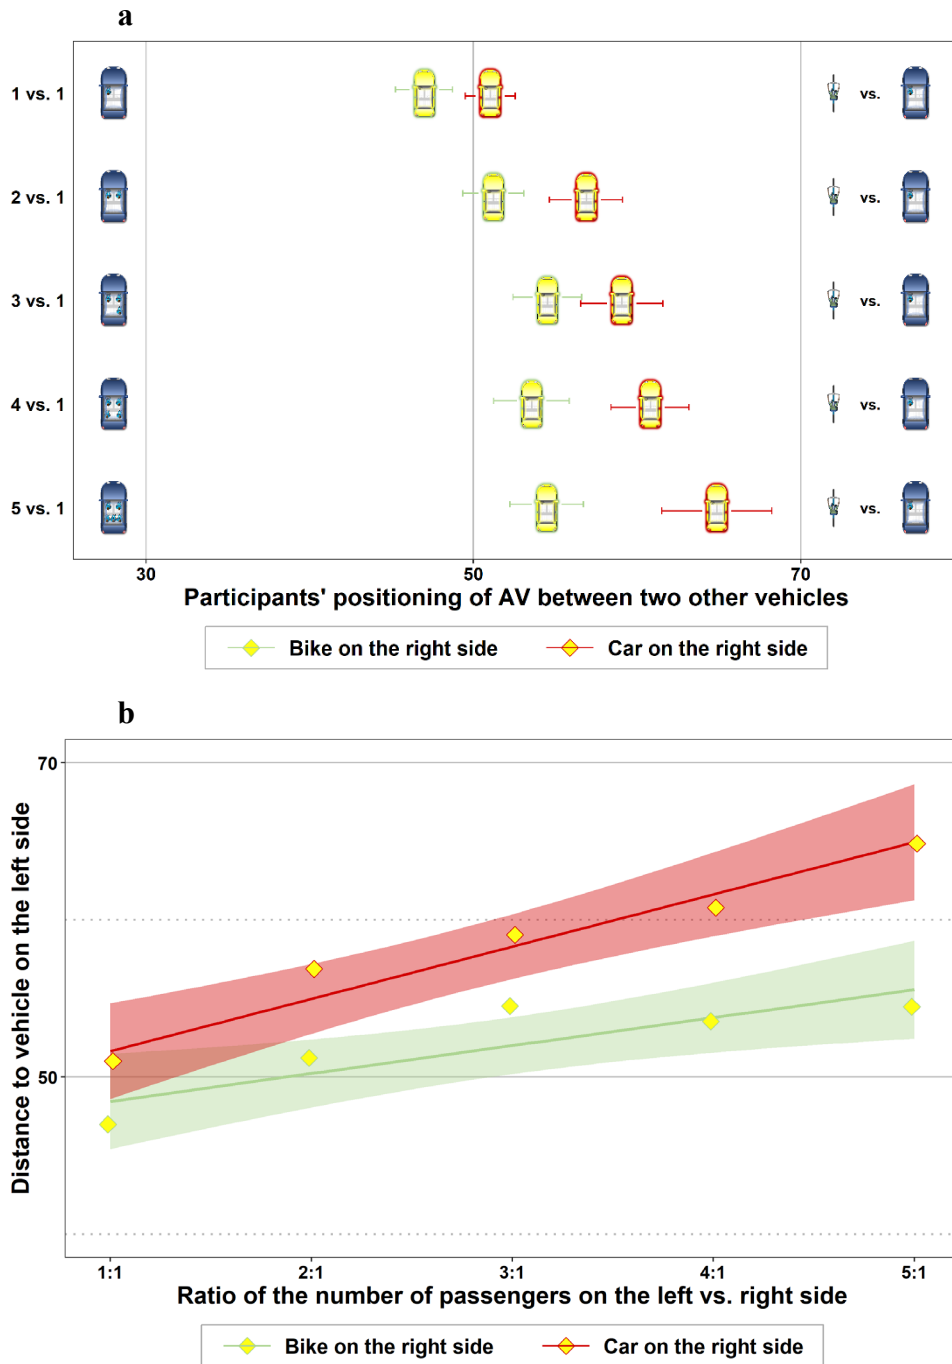 a
1 vs. 1 vs.
2 vs. 1 vs.
3 vs. 1 vs.
4 vs. 1 vs.
5 vs. 1 vs.
30 50 70
Participants' positioning of AV between two other vehicles
Bike on the right side Car on the right side
b
70
50
Distance to vehicle on the left side
1:1 2:1 3:1 4:1 5:1
Ratio of the number of passengers on the left vs. right side
Bike on the right side Car on the right side